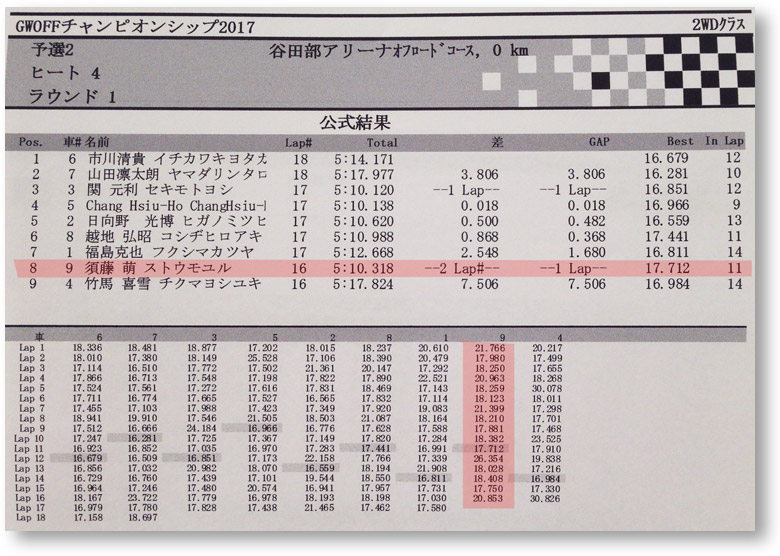 GWOFFチャンピオンシップ2017 2WDクラス
予選2 谷田部アリーナオフロードコース, 0 km
ヒート 4
ラウンド 1
公式結果
Pos. 車# 名前 Lap# Total 差 GAP Best In Lap
1 6 市川清貴 イチカワキヨタカ 18 5:14.171 16.679 12
2 7 山田凛太朗 ヤマダリンタロ 18 5:17.977 3.806 3.806 16.281 10
3 3 関 元利 セキモトヨシ 17 5:10.120 --1 Lap-- --1 Lap-- 16.851 12
4 5 Chang Hsiu-Ho ChangHsiu-H 17 5:10.138 0.018 0.018 16.966 9
5 2 日向野 光博 ヒガノミツヒ 17 5:10.620 0.500 0.482 16.559 13
6 8 越地 弘昭 コシヂヒロアキ 17 5:10.988 0.868 0.368 17.441 11
7 1 福島克也 フクシマカツヤ 17 5:12.668 2.548 1.680 16.811 14
8 9 須藤 萌 ストウモユル 16 5:10.318 --2 Lap#-- --1 Lap-- 17.712 11
9 4 竹馬 喜雪 チクマヨシユキ 16 5:17.824 7.506 7.506 16.984 14
車 6 7 3 5 2 8 1 9 4
Lap 1 18.336 18.481 18.877 17.202 18.015 18.237 20.610 21.766 20.217
Lap 2 18.010 17.380 18.149 25.528 17.106 18.390 20.479 17.980 17.499
Lap 3 17.114 16.510 17.772 17.502 21.361 20.147 17.292 18.250 17.655
Lap 4 17.866 16.713 17.548 17.198 17.822 17.890 22.521 20.963 18.268
Lap 5 17.524 17.561 17.272 17.616 17.831 18.469 17.143 18.259 30.078
Lap 6 17.711 16.774 17.665 17.527 16.565 17.832 17.114 18.123 18.011
Lap 7 17.455 17.103 17.988 17.423 17.349 17.920 19.083 21.399 17.298
Lap 8 18.941 19.910 17.546 21.505 18.503 21.087 18.164 18.210 17.701
Lap 9 17.512 16.666 24.184 16.966 16.776 17.628 17.588 17.881 17.468
Lap 10 17.247 16.281 17.725 17.367 17.149 17.820 17.284 18.382 23.525
Lap 11 16.923 16.852 17.035 16.970 17.283 17.441 16.991 17.712 17.910
Lap 12 16.679 16.509 16.851 17.173 22.158 17.766 17.339 26.354 19.838
Lap 13 16.856 17.032 20.982 18.070 16.559 18.194 21.908 18.028 17.216
Lap 14 16.729 16.760 17.439 17.101 19.544 18.550 16.811 18.408 16.984
Lap 15 16.964 17.246 17.480 20.574 16.941 17.957 17.731 17.750 17.330
Lap 16 18.167 23.722 17.779 16.978 18.193 18.198 17.030 20.853 30.826
Lap 17 16.979 17.780 17.828 17.438 21.465 17.462 17.580
Lap 18 17.158 18.697